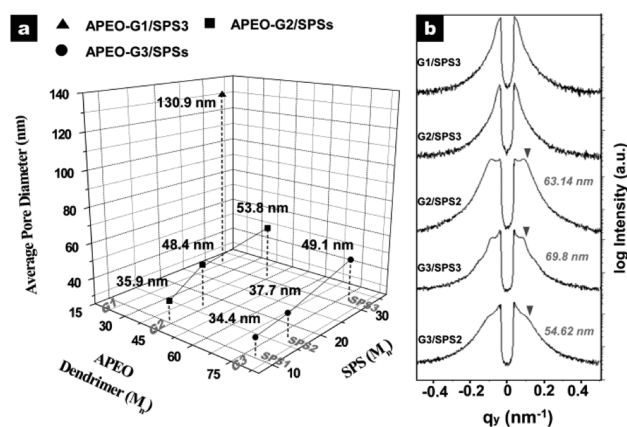 a
▲ APEO-G1/SPS3 ■ APEO-G2/SPSs
● APEO-G3/SPSs
140
120
100
80
60
40
Average Pore Diameter (nm)
130.9 nm
53.8 nm
48.4 nm
49.1 nm
35.9 nm
37.7 nm
34.4 nm
G1
G2
G3
SPS1
SPS2
SPS3
15
30
45
60
75
APEO
Dendrimer (Mn)
10
20
30
SPS (Mn)
b
G1/SPS3
G2/SPS3
G2/SPS2
63.14 nm
G3/SPS3
69.8 nm
G3/SPS2
54.62 nm
log Intensity (a.u.)
-0.4 -0.2 0 0.2 0.4
qy (nm-1)